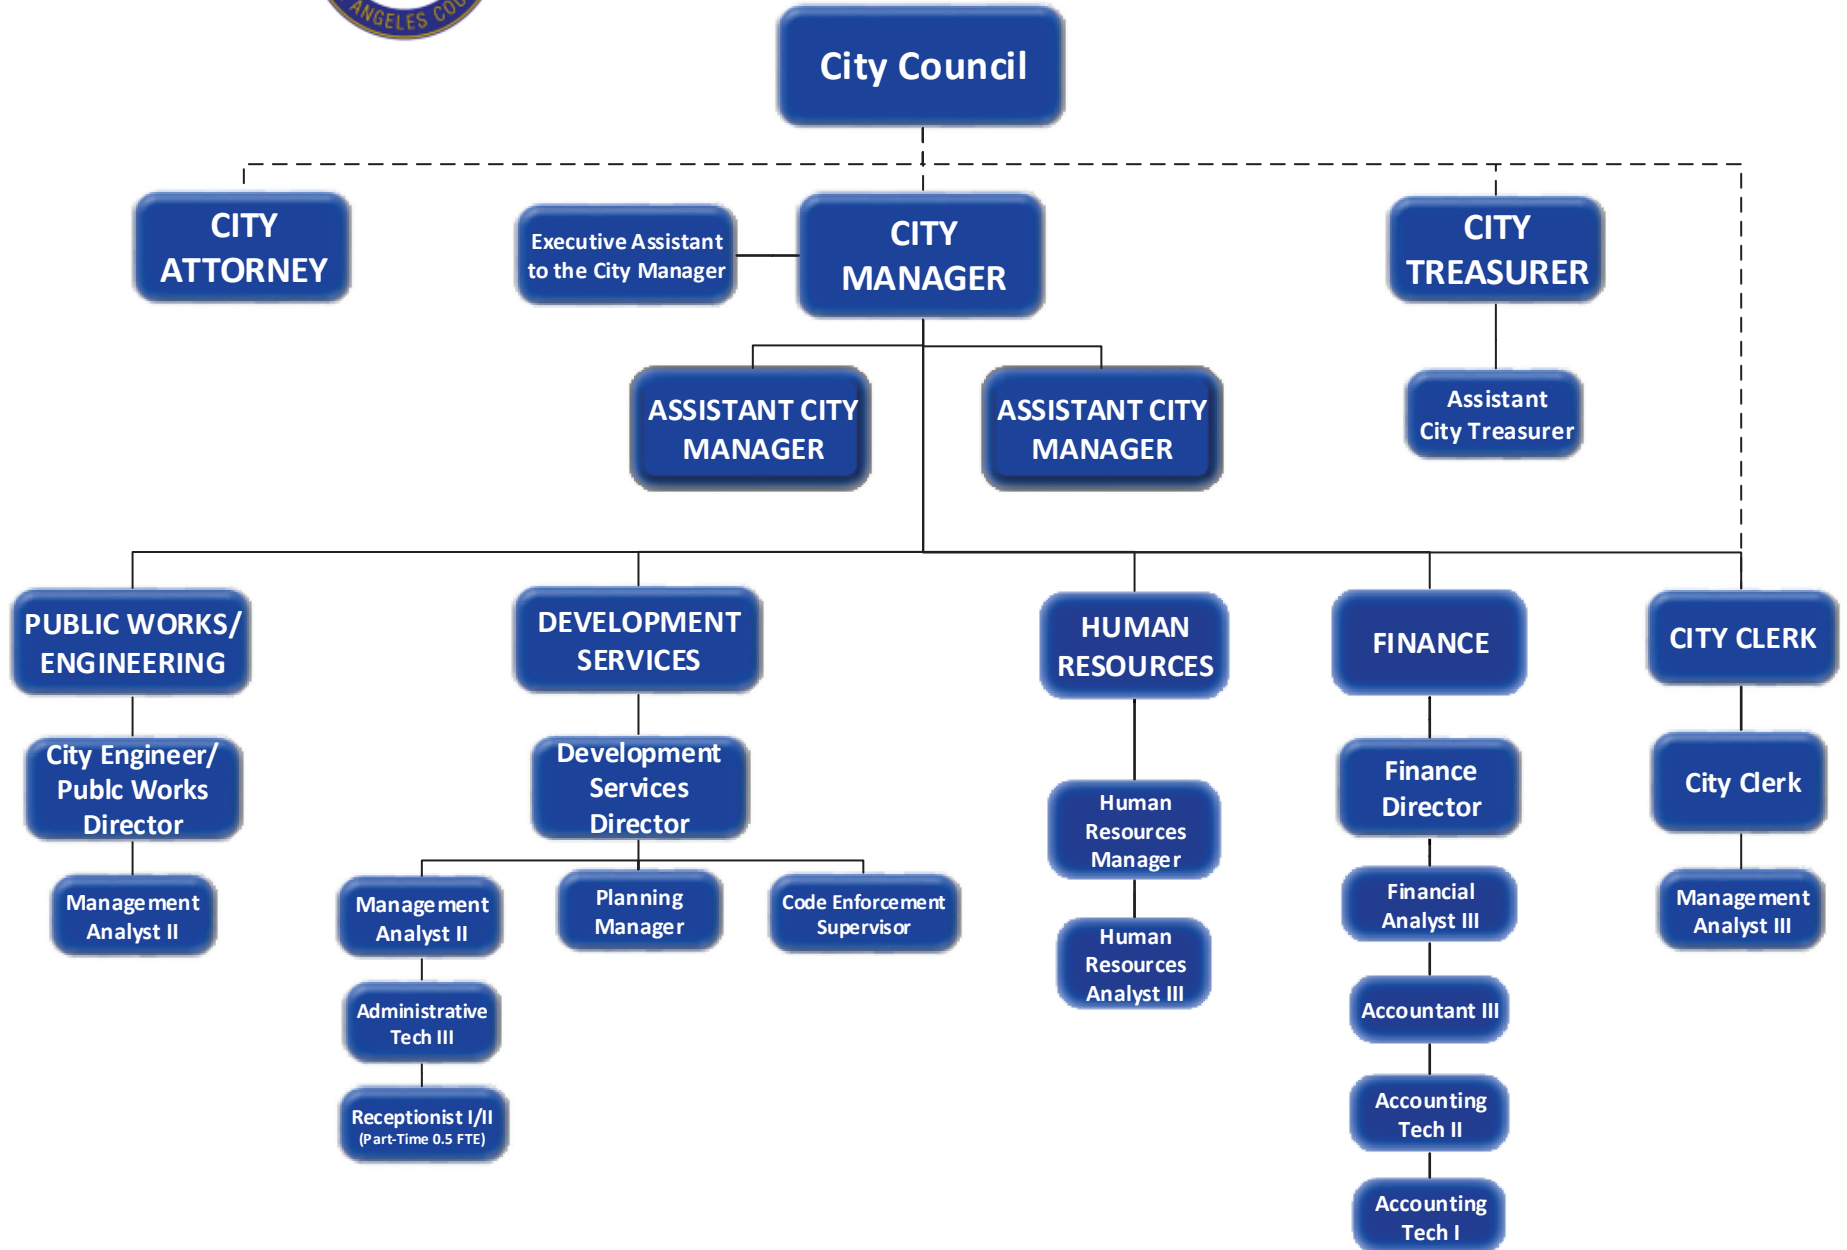 ANGELES COU
City Council
CITY
ATTORNEY
Executive Assistant
to the City Manager
CITY
MANAGER
CITY
TREASURER
ASSISTANT CITY
MANAGER
ASSISTANT CITY
MANAGER
Assistant
City Treasurer
PUBLIC WORKS/
ENGINEERING
DEVELOPMENT
SERVICES
HUMAN
RESOURCES
FINANCE
CITY CLERK
City Engineer/
Publc Works
Director
Development
Services
Director
Human
Resources
Manager
Finance
Director
City Clerk
Management
Analyst II
Management
Analyst II
Planning
Manager
Code Enforcement
Supervisor
Human
Resources
Analyst III
Financial
Analyst III
Management
Analyst III
Administrative
Tech III
Accountant III
Receptionist I/II
(Part-Time 0.5 FTE)
Accounting
Tech II
Accounting
Tech I